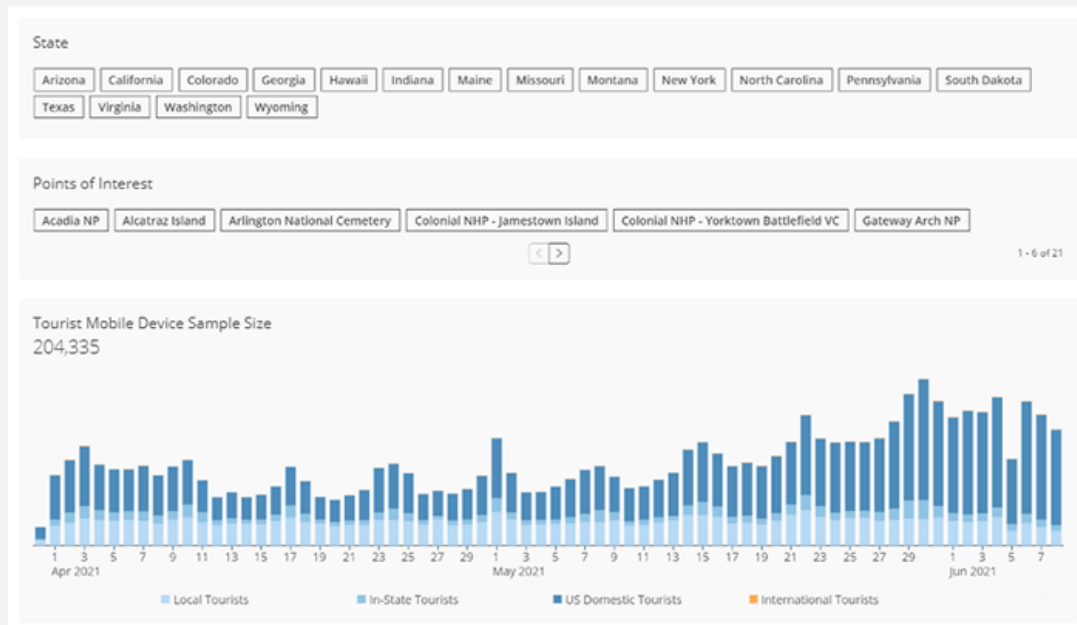 State
Arizona California Colorado Georgia Hawaii Indiana Maine Missouri Montana New York North Carolina Pennsylvania South Dakota
Texas Virginia Washington Wyoming
Points of Interest
Acadia NP Alcatraz Island Arlington National Cemetery Colonial NHP - Jamestown Island Colonial NHP - Yorktown Battlefield VC Gateway Arch NP
< > 1 - 6 of 21
Tourist Mobile Device Sample Size
204,335
1 3 5 7 9 11 13 15 17 19 21 23 25 27 29 1 3 5 7 9 11 13 15 17 19 21 23 25 27 29 1 3 5 7
Apr 2021 May 2021 Jun 2021
Local Tourists In-State Tourists US Domestic Tourists International Tourists